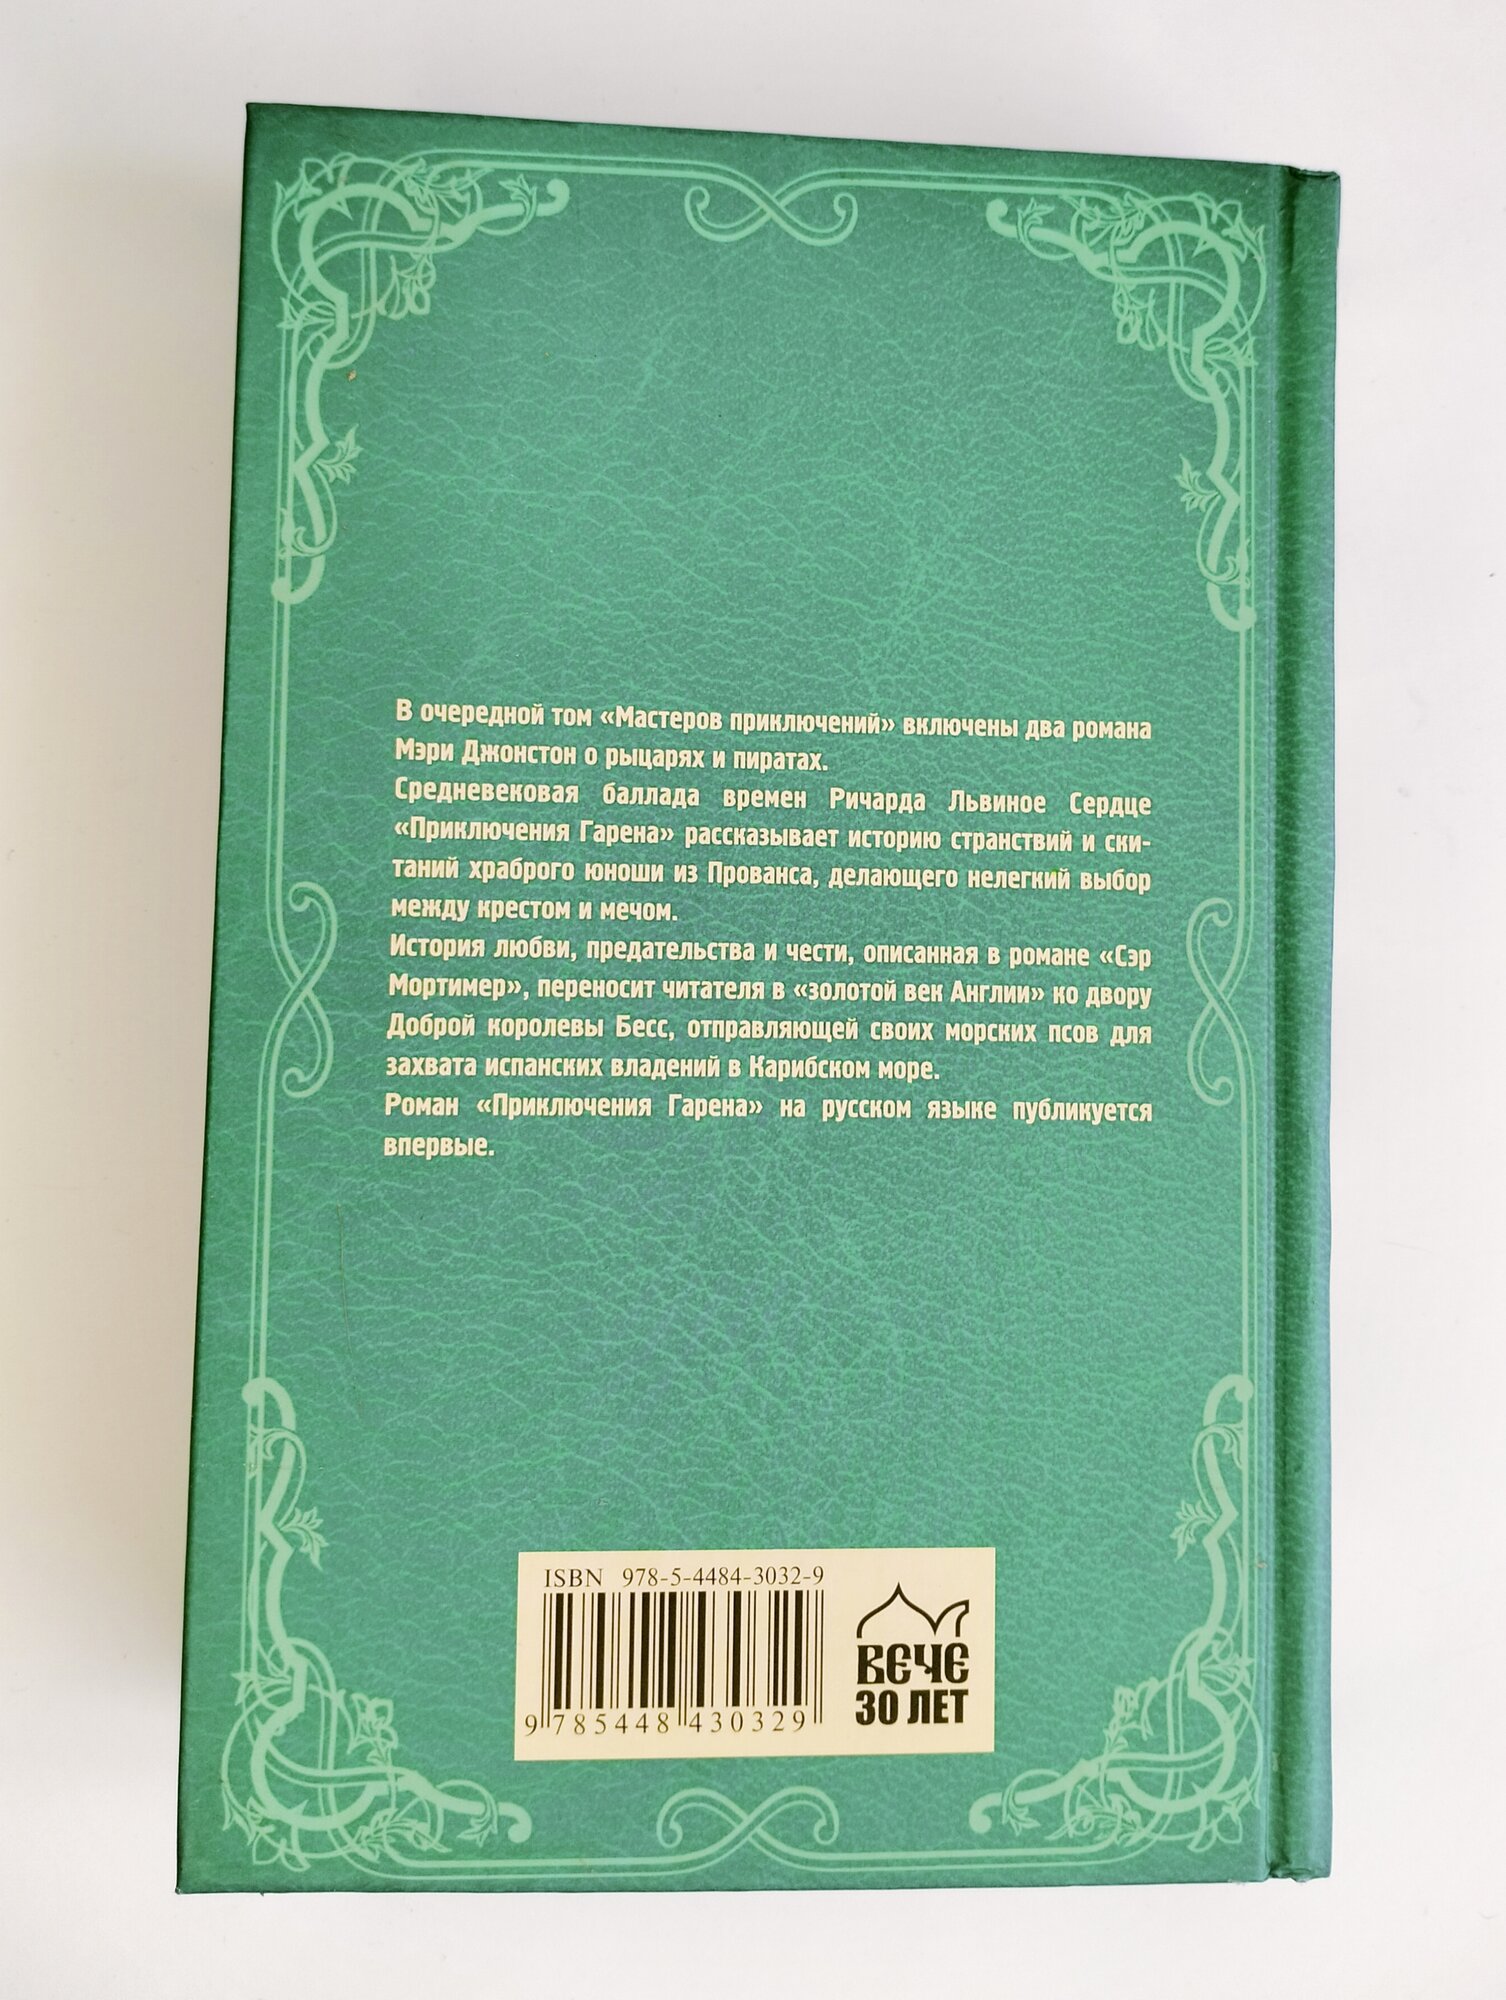 В очередной том «Мастеров приключений» включены два романа
Мэри Джонстон о рыцарях и пиратах.
Средневековая баллада времен Ричарда Львиное Сердце
«Приключения Гарена» рассказывает историю странствий и ски-
таний храброго юноши из Прованса, делающего нелегкий выбор
между крестом и мечом.
История любви, предательства и чести, описанная в романе «Сэр
Мортимер», переносит читателя в «золотой век Англии» ко двору
Доброй королевы Бесс, отправляющей своих морских псов для
захвата испанских владений в Карибском море.
Роман «Приключения Гарена» на русском языке публикуется
впервые.
ISBN 978-5-4484-3032-9
9 785448 430329
ВЕЧЕ
30 ЛЕТ